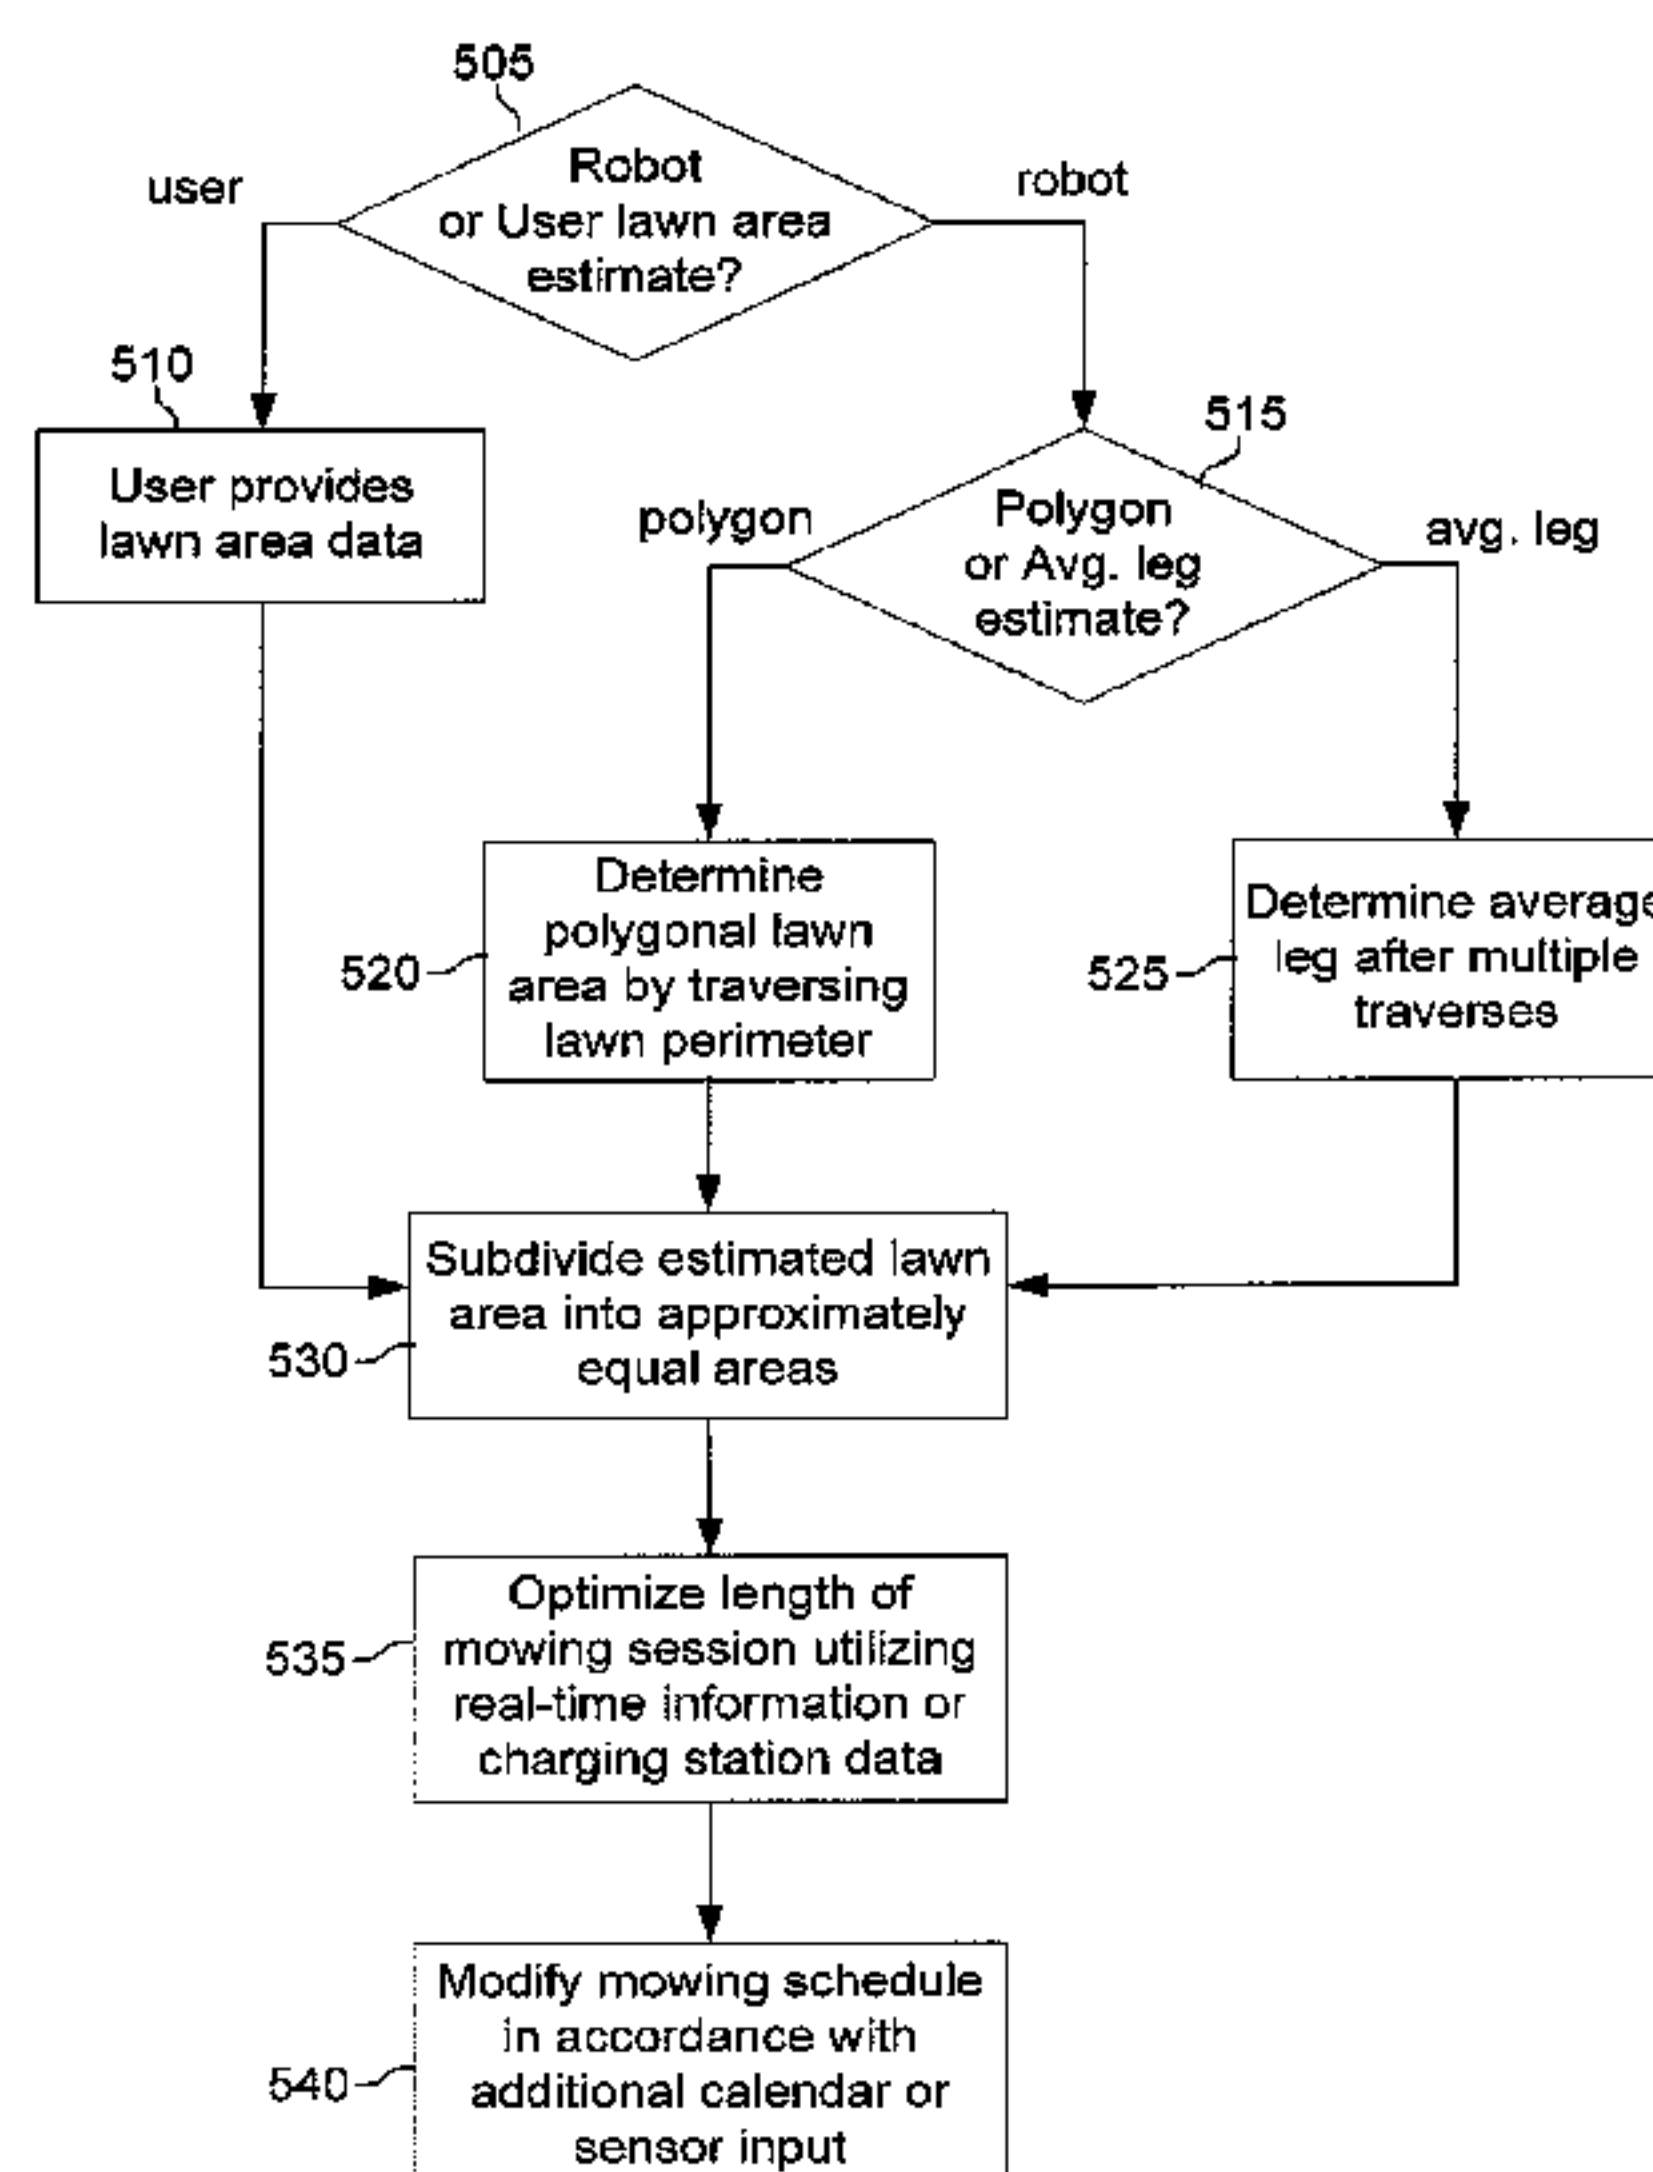 505
Robot
or User lawn area
estimate?
user
robot
510
User provides
lawn area data
515
Polygon
or Avg. leg
estimate?
polygon
avg. leg
Determine
polygonal lawn
area by traversing
lawn perimeter
520
Determine average
leg after multiple
traverses
525
Subdivide estimated lawn
area into approximately
equal areas
530
Optimize length of
mowing session utilizing
real-time information or
charging station data
535
Modify mowing schedule
in accordance with
additional calendar or
sensor input
540